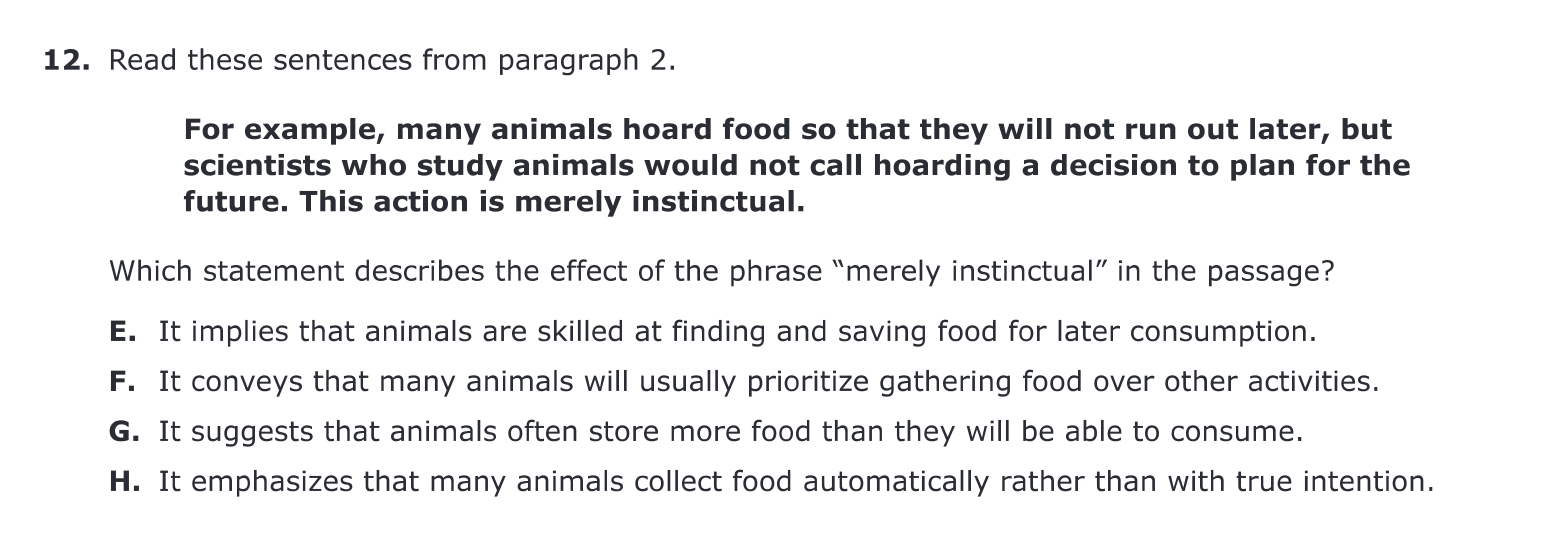 12. Read these sentences from paragraph 2.
For example, many animals hoard food so that they will not run out later, but
scientists who study animals would not call hoarding a decision to plan for the
future. This action is merely instinctual.
Which statement describes the effect of the phrase “merely instinctual” in the passage?
E. It implies that animals are skilled at finding and saving food for later consumption.
F. It conveys that many animals will usually prioritize gathering food over other activities.
G. It suggests that animals often store more food than they will be able to consume.
H. It emphasizes that many animals collect food automatically rather than with true intention.